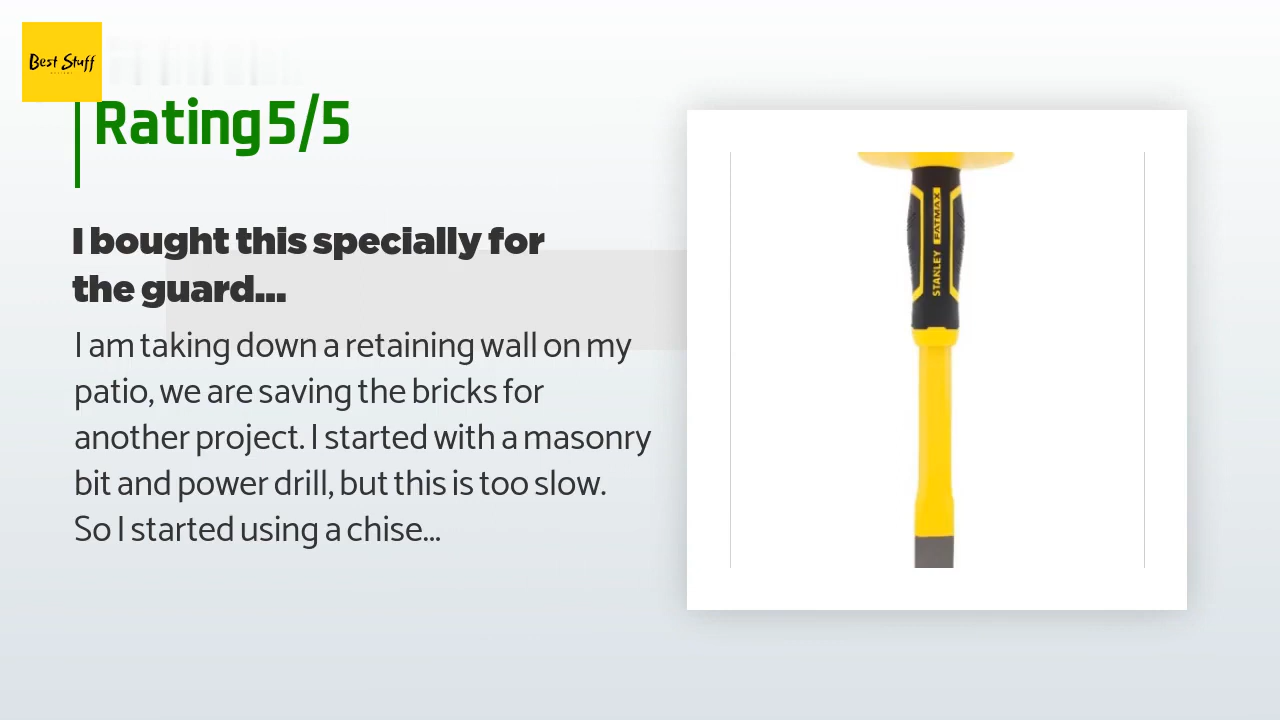 Best Stuff
Rating 5/5
I bought this specially for
the guard...
I am taking down a retaining wall on my
patio, we are saving the bricks for
another project. I started with a masonry
bit and power drill, but this is too slow.
So I started using a chise...
STANLEY FATMAX